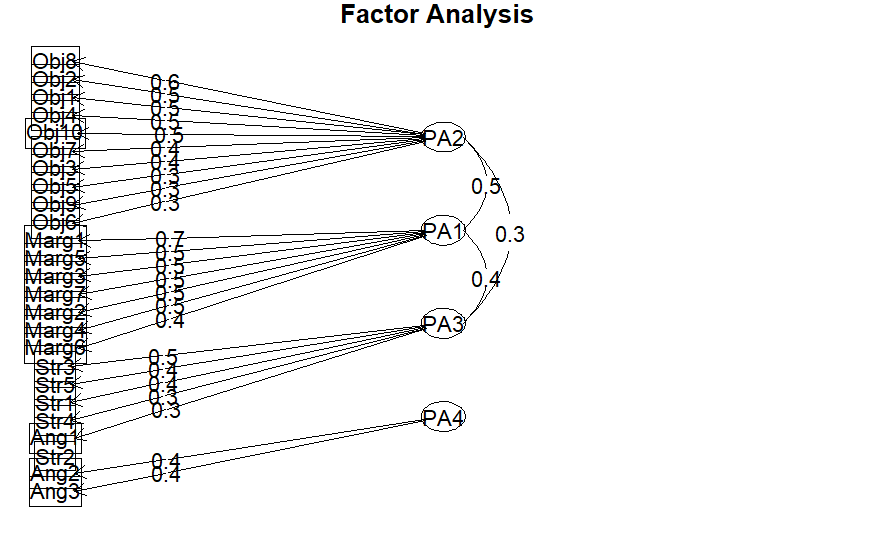 Factor Analysis
Obj8
Obj2
Obj1
Obj4
Obj10
Obj7
Obj3
Obj5
Obj9
Obj6
Marg1
Marg5
Marg3
Marg7
Marg2
Marg4
Marg6
Str3
Str5
Str1
Str4
Ang1
Str2
Ang2
Ang3
0.6
0.5
0.5
0.5
0.5
0.4
0.4
0.3
0.3
0.3
0.7
0.5
0.5
0.5
0.5
0.5
0.4
0.5
0.4
0.4
0.3
0.3
0.4
0.4
PA2
PA1
PA3
PA4
0.5
0.3
0.4